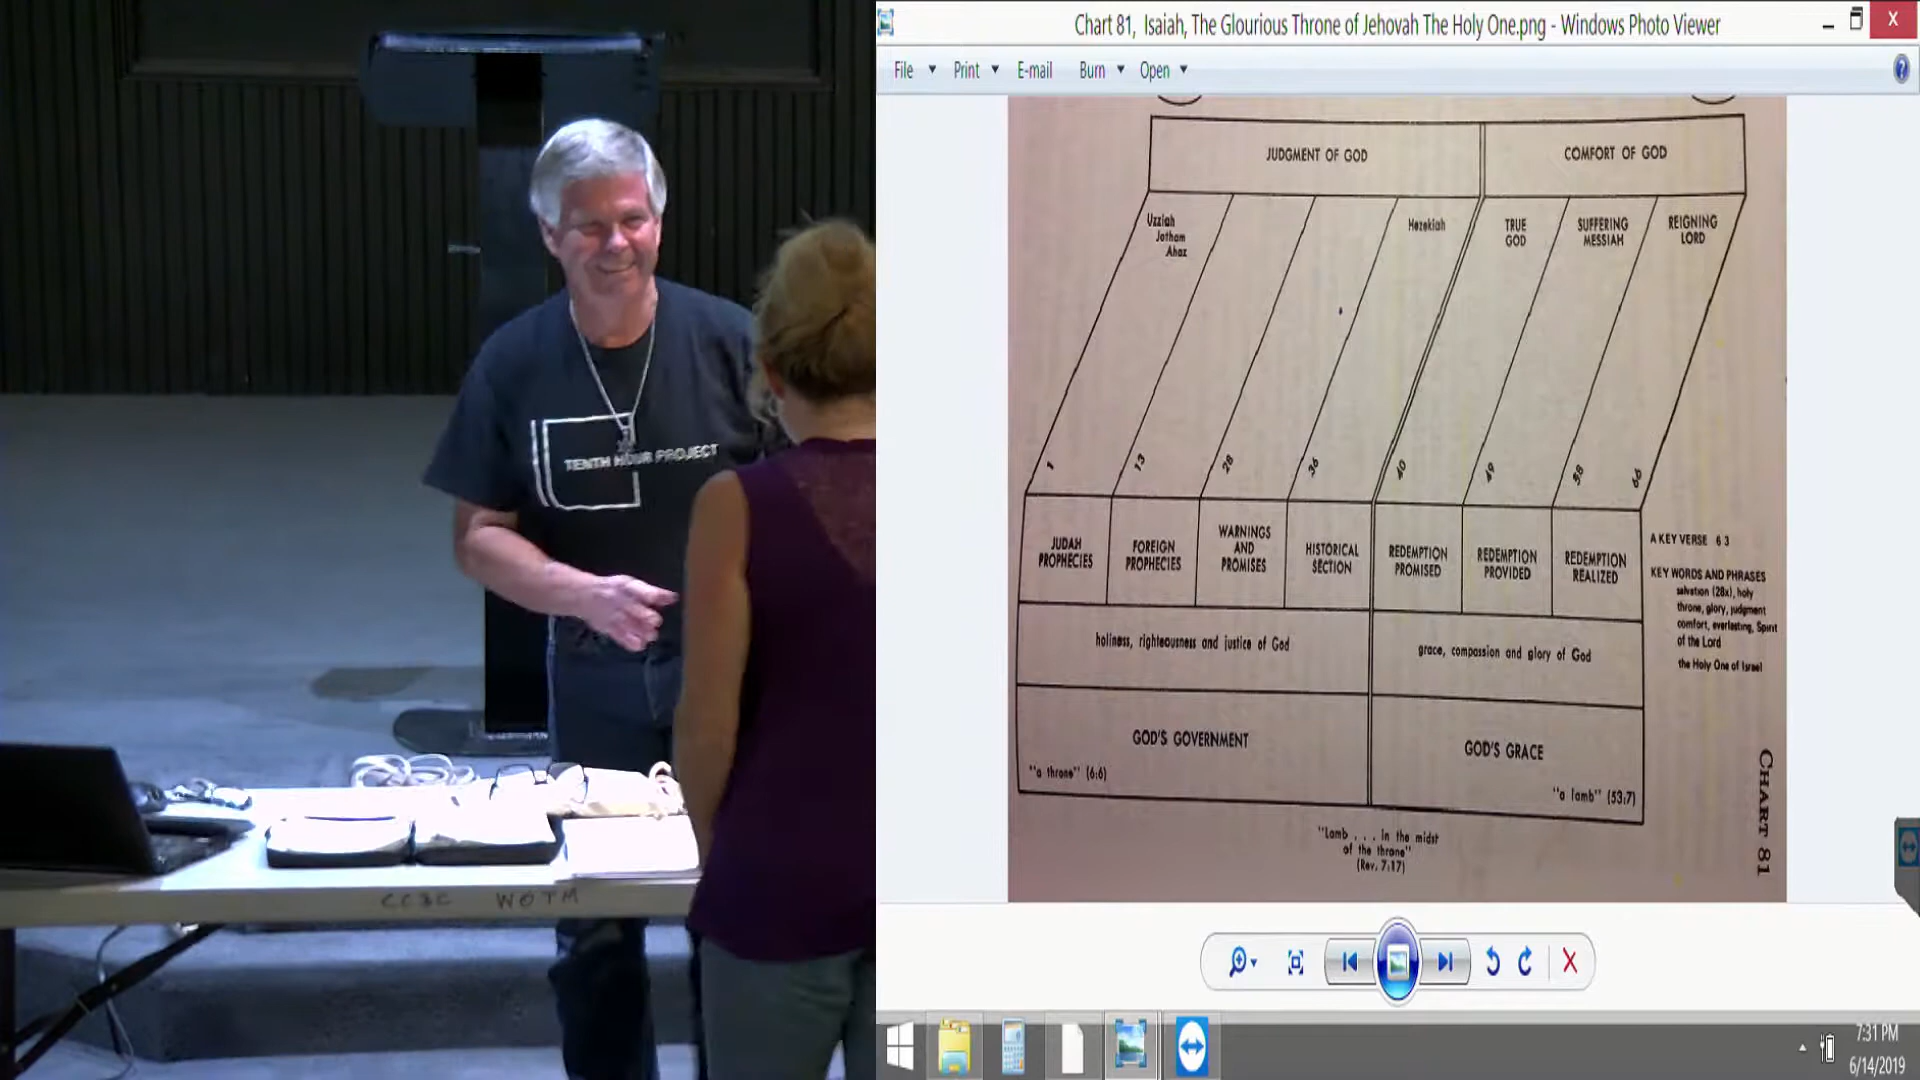 TENTH HOUR PROJECT
CC3C WOTM
Chart 81, Isaiah, The Glourious Throne of Jehovah The Holy One.png - Windows Photo Viewer
File Print E-mail Burn Open
JUDGMENT OF GOD
COMFORT OF GOD
Uzziah
Jotham
Ahaz
Hezekiah
TRUE
GOD
SUFFERING
MESSIAH
REIGNING
LORD
1 13 28 36 40 49 58 66
JUDAH
PROPHECIES
FOREIGN
PROPHECIES
WARNINGS
AND
PROMISES
HISTORICAL
SECTION
REDEMPTION
PROMISED
REDEMPTION
PROVIDED
REDEMPTION
REALIZED
A KEY VERSE 6 3
KEY WORDS AND PHRASES
salvation (28x), holy
throne, glory, judgment
comfort, everlasting, Spirit
of the Lord
the Holy One of Israel
holiness, righteousness and justice of God
grace, compassion and glory of God
GOD'S GOVERNMENT
GOD'S GRACE
"a throne" (6:6)
"a lamb" (53:7)
"Lamb . . . in the midst
of the throne"
(Rev. 7:17)
CHART 81
7:31 PM
6/14/2019